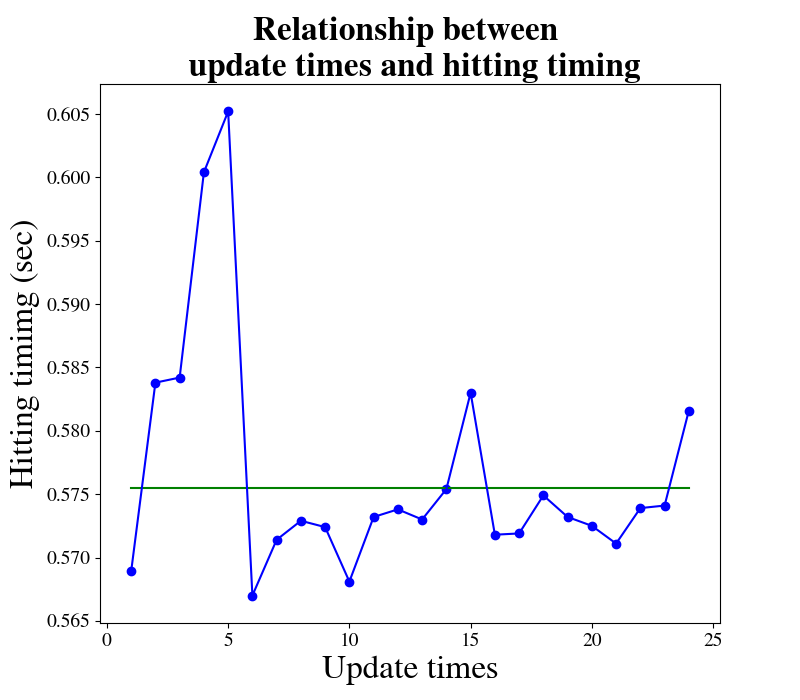 Relationship between
update times and hitting timing
0.605
0.600
0.595
0.590
0.585
0.580
0.575
0.570
0.565
Hitting timimg (sec)
0 5 10 15 20 25
Update times